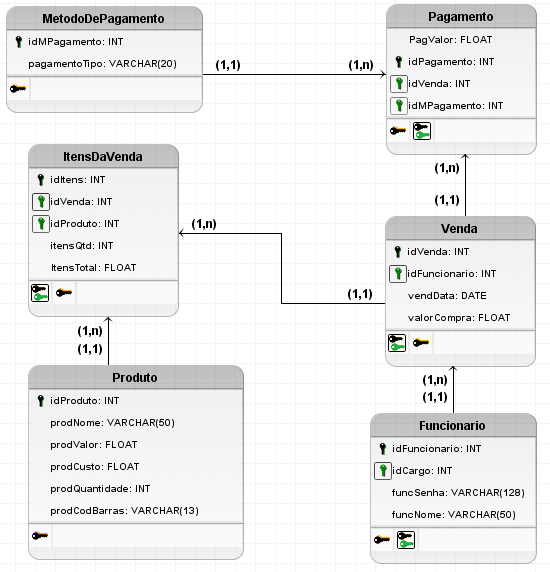 MetodoDePagamento
idMPagamento: INT
pagamentoTipo: VARCHAR(20)
(1,1)
(1,n)
Pagamento
PagValor: FLOAT
idPagamento: INT
idVenda: INT
idMPagamento: INT
(1,n)
(1,1)
ItensDaVenda
idItens: INT
idVenda: INT
idProduto: INT
itensQtd: INT
ItensTotal: FLOAT
(1,n)
(1,1)
Venda
idVenda: INT
idFuncionario: INT
vendData: DATE
valorCompra: FLOAT
(1,n)
(1,1)
Produto
idProduto: INT
prodNome: VARCHAR(50)
prodValor: FLOAT
prodCusto: FLOAT
prodQuantidade: INT
prodCodBarras: VARCHAR(13)
(1,n)
(1,1)
Funcionario
idFuncionario: INT
idCargo: INT
funcSenha: VARCHAR(128)
funcNome: VARCHAR(50)